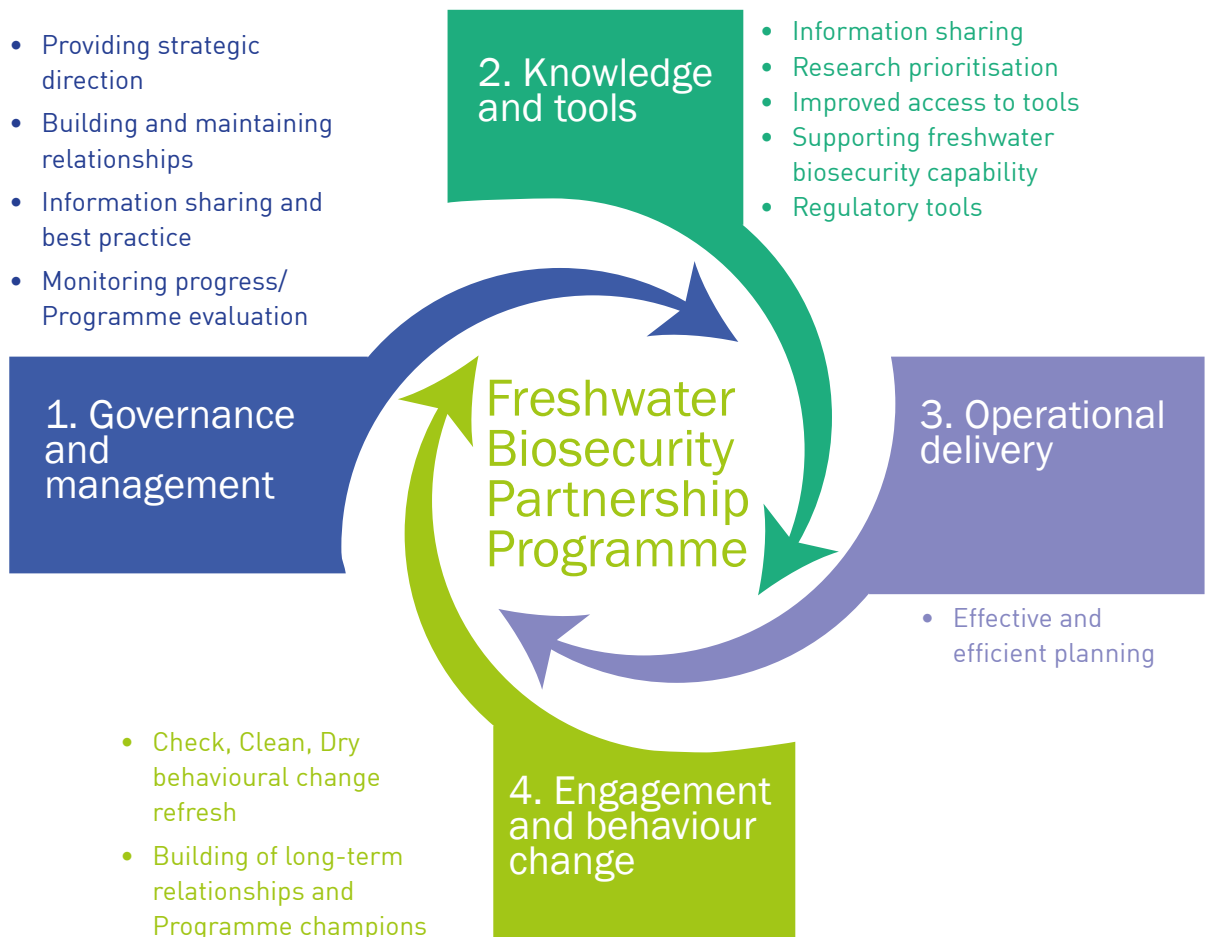 • Providing strategic
direction
• Building and maintaining
relationships
• Information sharing and
best practice
• Monitoring progress/
Programme evaluation
1. Governance
and
management
2. Knowledge
and tools
• Information sharing
• Research prioritisation
• Improved access to tools
• Supporting freshwater
biosecurity capability
• Regulatory tools
Freshwater
Biosecurity
Partnership
Programme
3. Operational
delivery
• Effective and
efficient planning
4. Engagement
and behaviour
change
• Check, Clean, Dry
behavioural change
refresh
• Building of long-term
relationships and
Programme champions